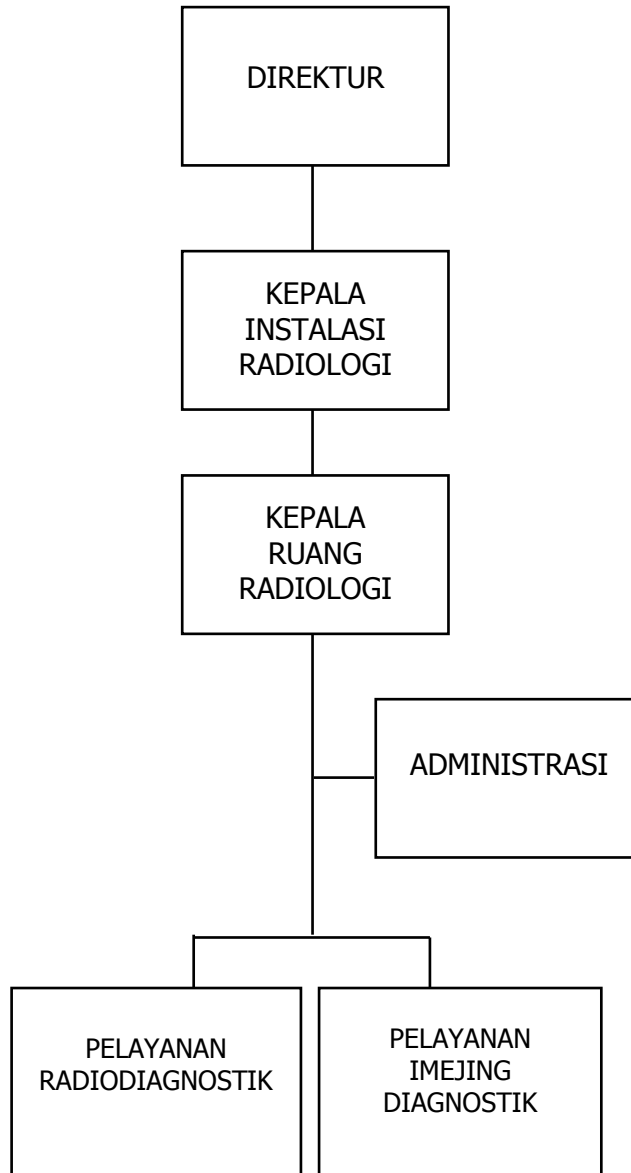 DIREKTUR
KEPALA
INSTALASI
RADIOLOGI
KEPALA
RUANG
RADIOLOGI
ADMINISTRASI
PELAYANAN
RADIODIAGNOSTIK
PELAYANAN
IMEJING
DIAGNOSTIK